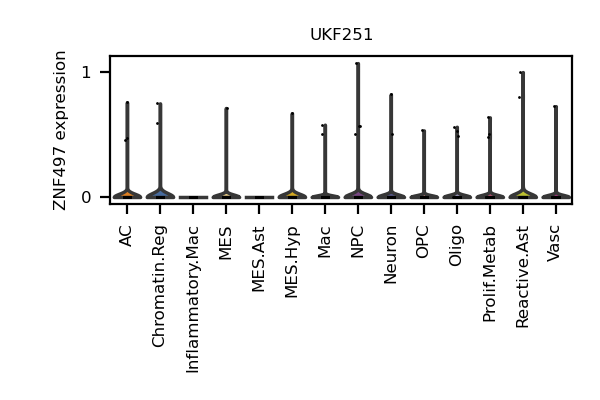 UKF251
ZNF497 expression
1
0
AC
Chromatin.Reg
Inflammatory.Mac
MES
MES.Ast
MES.Hyp
Mac
NPC
Neuron
OPC
Oligo
Prolif.Metab
Reactive.Ast
Vasc